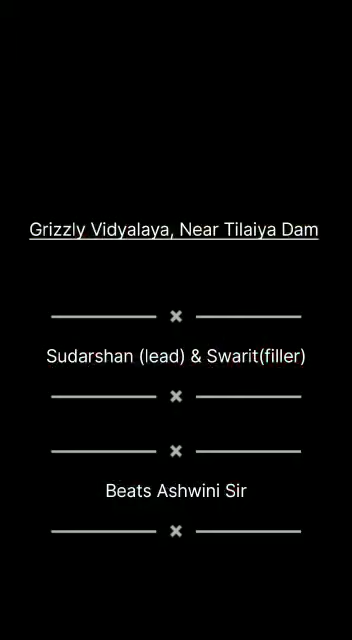 Grizzly Vidyalaya, Near Tilaiya Dam
Sudarshan (lead) & Swarit(filler)
Beats Ashwini Sir